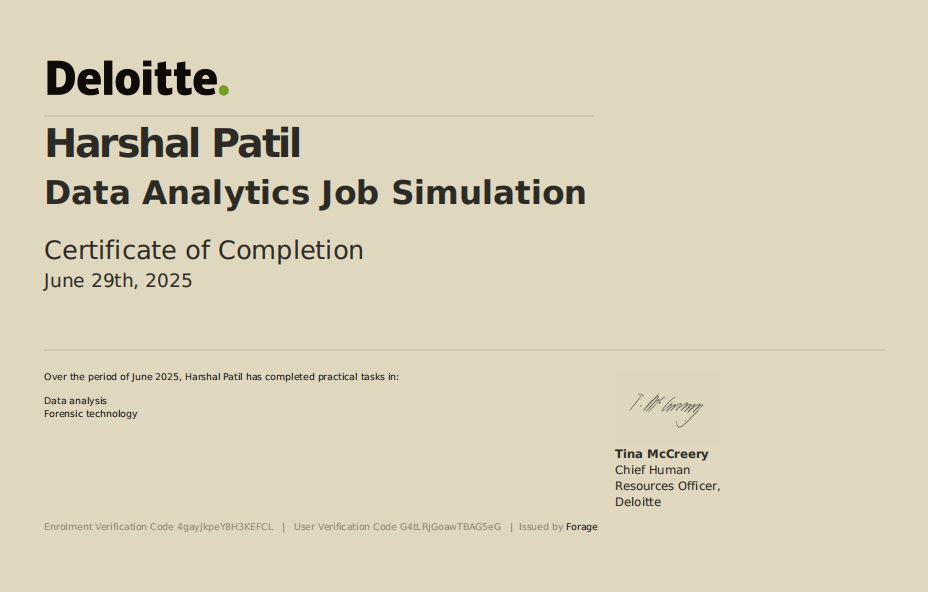 Deloitte.
Harshal Patil
Data Analytics Job Simulation
Certificate of Completion
June 29th, 2025
Over the period of June 2025, Harshal Patil has completed practical tasks in:
Data analysis
Forensic technology
T. McCreery
Tina McCreery
Chief Human
Resources Officer,
Deloitte
Enrolment Verification Code 4gayjkpeY8H3KEFCL | User Verification Code G4tLRjGoawTBAG5eG | Issued by Forage